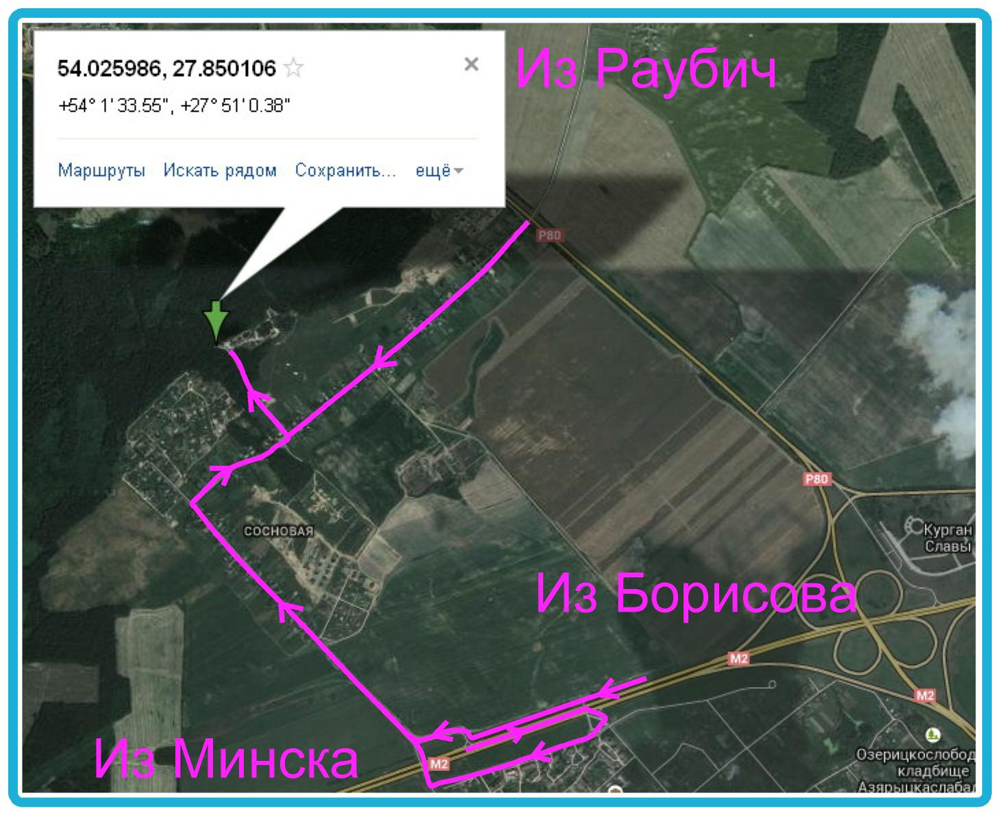 54.025986, 27.850106
+54° 1' 33.55", +27° 51' 0.38"
Маршруты Искать рядом Сохранить... ещё
Из Раубич
P80
P80
Курган
Славы
СОСНОВАЯ
Из Борисова
M2
M2
Из Минска
M2
Озерицкослобод
кладбище
Азярыцкаслабад